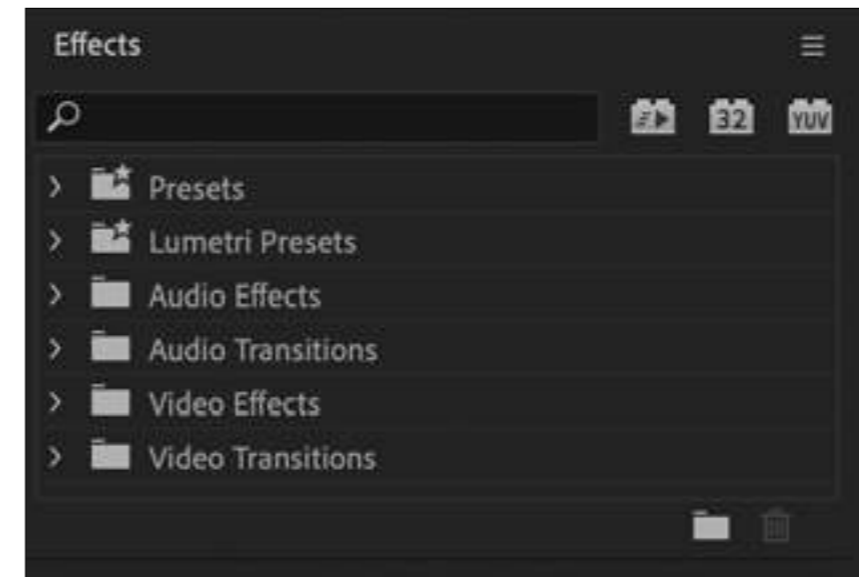 Effects
32 YUV
Presets
Lumetri Presets
Audio Effects
Audio Transitions
Video Effects
Video Transitions